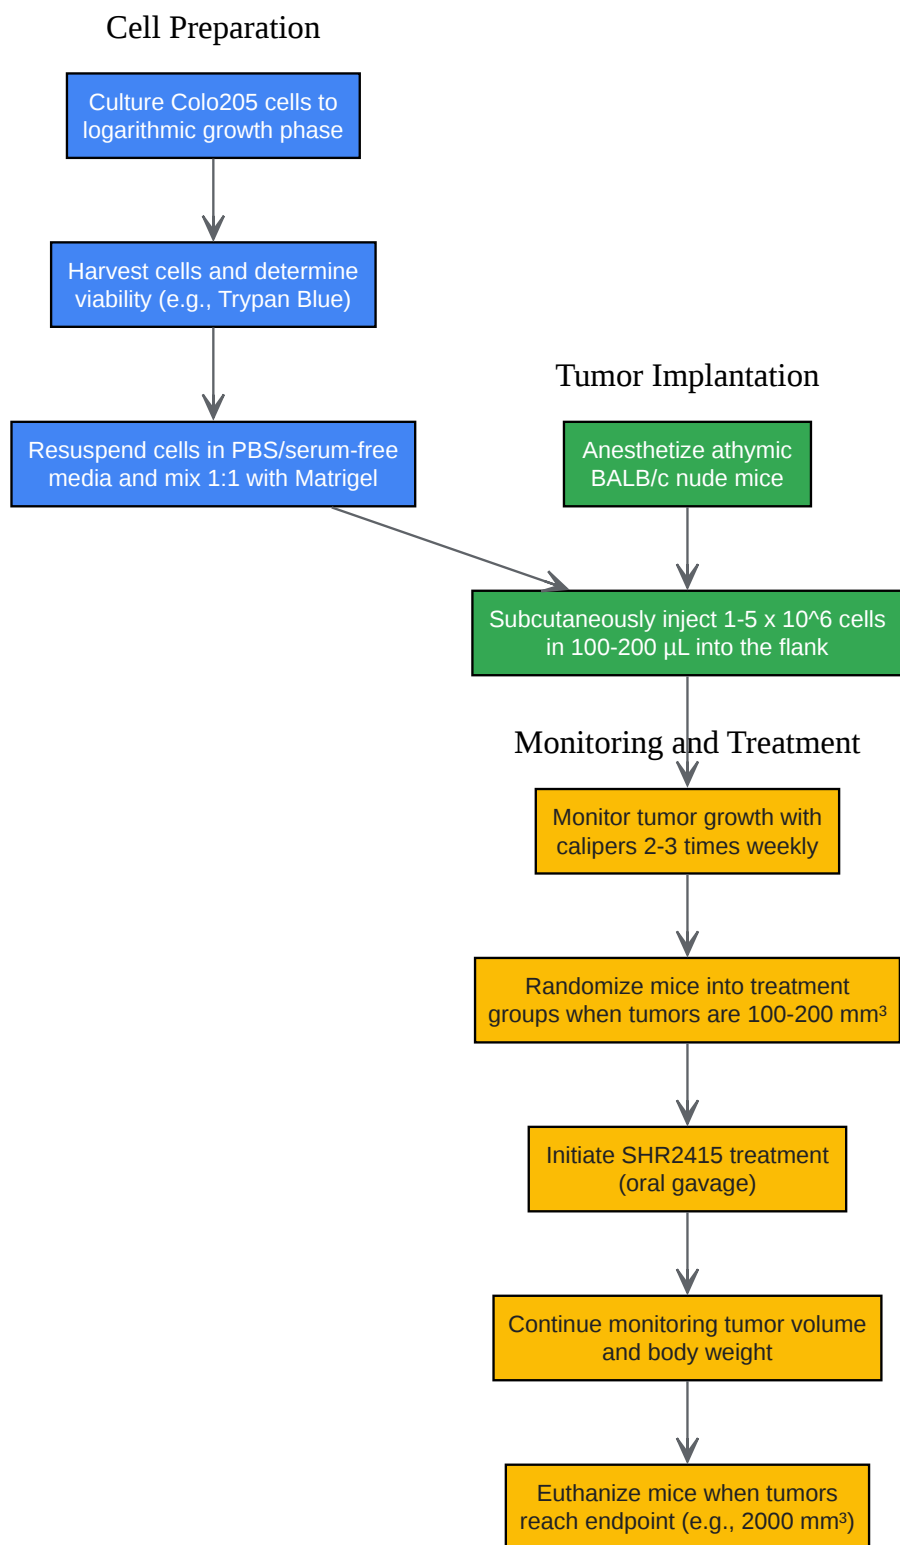 Cell Preparation
Culture Colo205 cells to
logarithmic growth phase
Harvest cells and determine
viability (e.g., Trypan Blue)
Resuspend cells in PBS/serum-free
media and mix 1:1 with Matrigel
Tumor Implantation
Anesthetize athymic
BALB/c nude mice
Subcutaneously inject 1-5 x 10^6 cells
in 100-200 µL into the flank
Monitoring and Treatment
Monitor tumor growth with
calipers 2-3 times weekly
Randomize mice into treatment
groups when tumors are 100-200 mm³
Initiate SHR2415 treatment
(oral gavage)
Continue monitoring tumor volume
and body weight
Euthanize mice when tumors
reach endpoint (e.g., 2000 mm³)